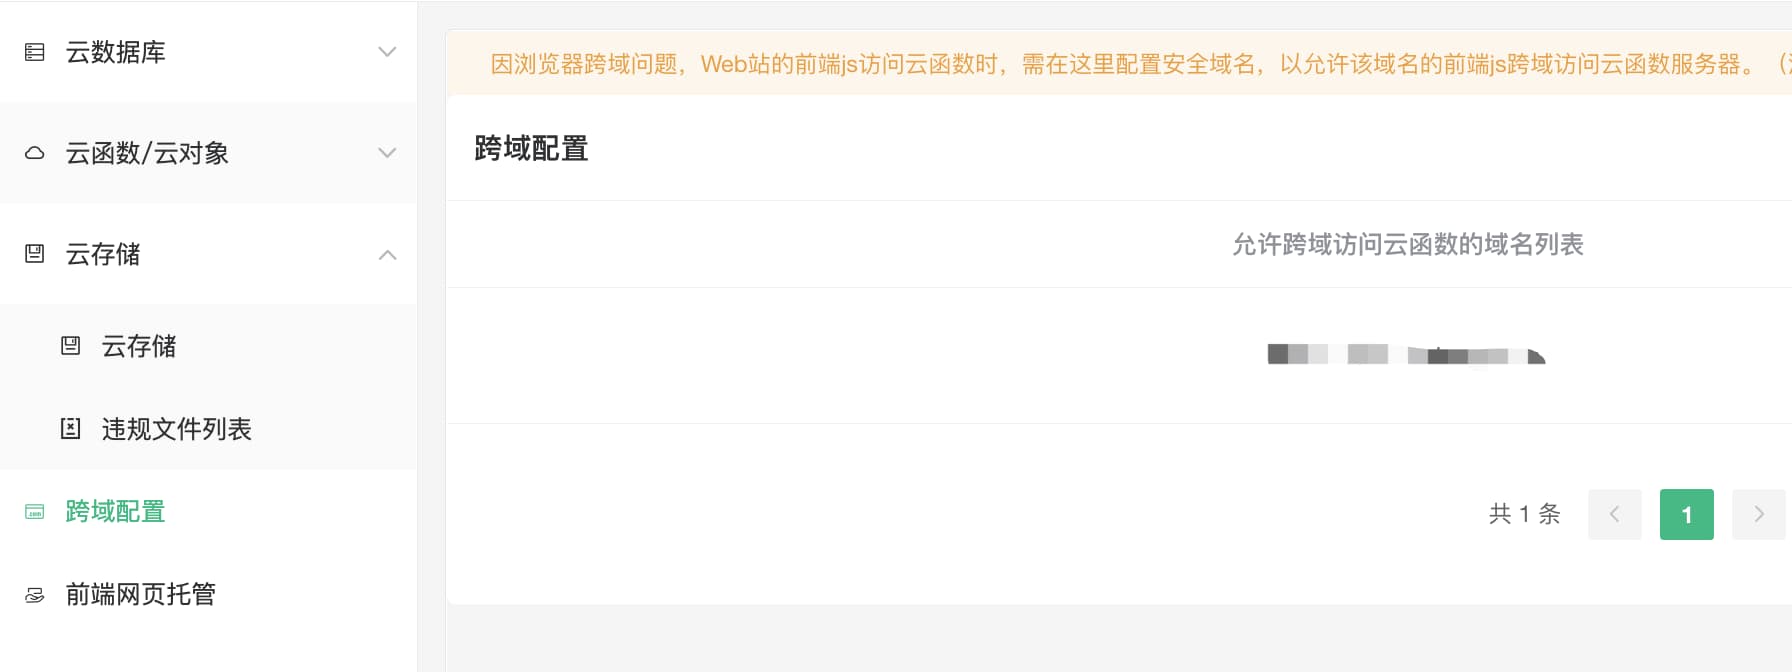 云数据库
云函数/云对象
云存储
云存储
违规文件列表
跨域配置
前端网页托管
因浏览器跨域问题，Web站的前端js访问云函数时，需在这里配置安全域名，以允许该域名的前端js跨域访问云函数服务器。（
跨域配置
允许跨域访问云函数的域名列表
共 1 条
1